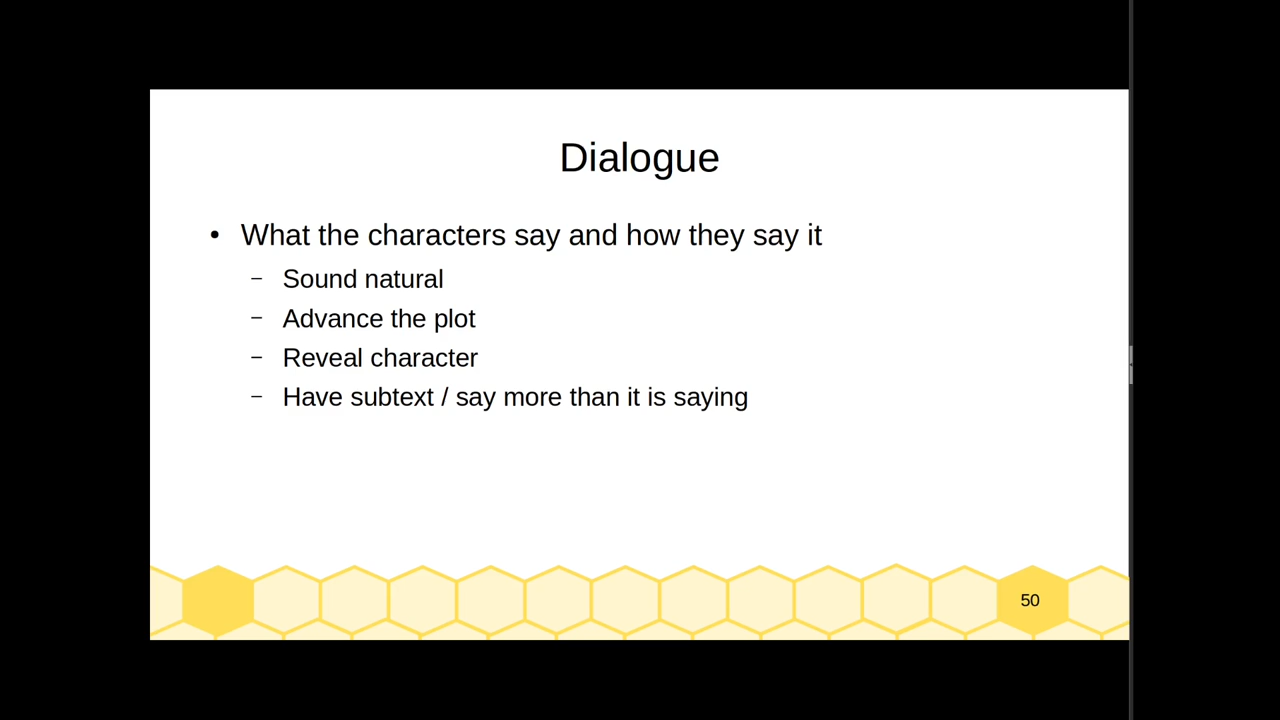 Dialogue
• What the characters say and how they say it
– Sound natural
– Advance the plot
– Reveal character
– Have subtext / say more than it is saying
50